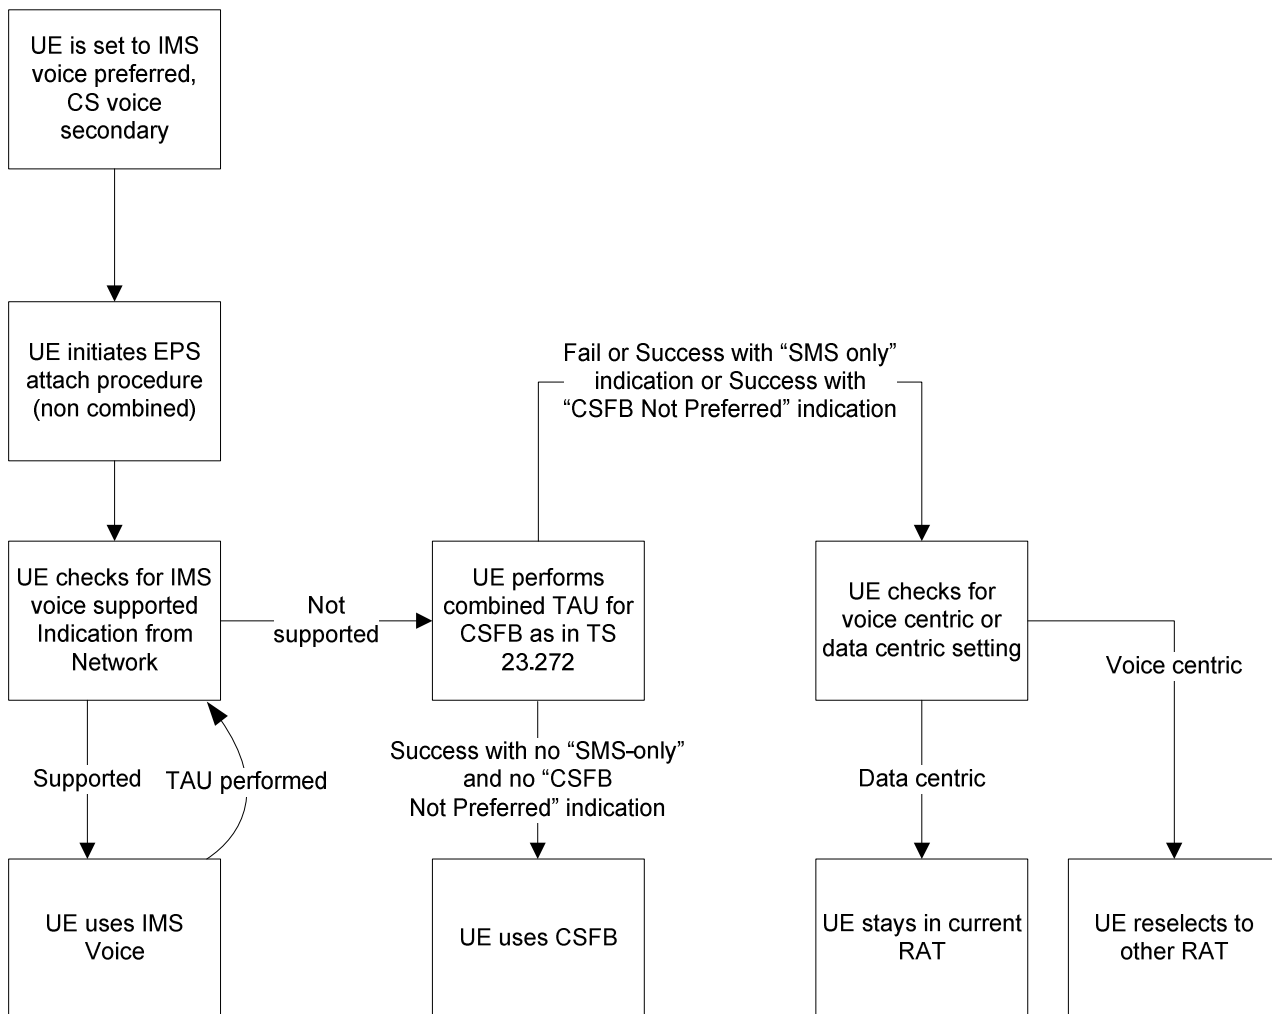 UE is set to IMS
voice preferred,
CS voice
secondary
UE initiates EPS
attach procedure
(non combined)
Fail or Success with “SMS only”
indication or Success with
“CSFB Not Preferred” indication
UE checks for IMS
voice supported
Indication from
Network
Not
supported
UE performs
combined TAU for
CSFB as in TS
23.272
UE checks for
voice centric or
data centric setting
Voice centric
Supported
TAU performed
Success with no “SMS-only”
and no “CSFB
Not Preferred” indication
Data centric
UE uses IMS
Voice
UE uses CSFB
UE stays in current
RAT
UE reselects to
other RAT